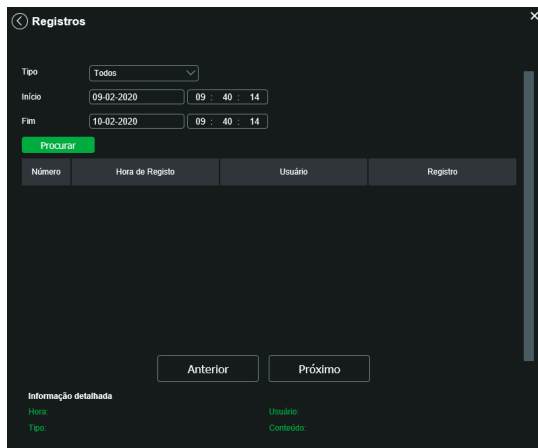 Registros
Tipo Todos
Início 09-02-2020 09 : 40 : 14
Fim 10-02-2020 09 : 40 : 14
Procurar
Número Hora de Registo Usuário Registro
Anterior Próximo
Informação detalhada
Hora: Usuário:
Tipo: Conteúdo: